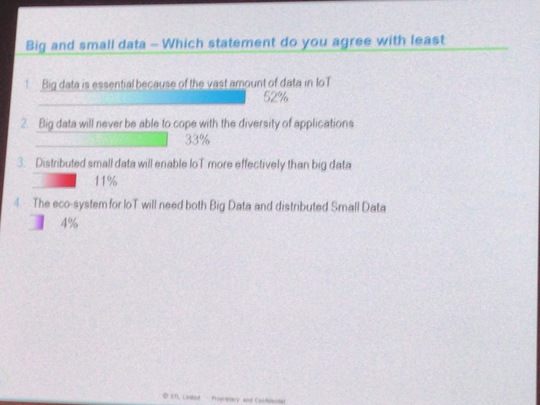 Big and small data – Which statement do you agree with least
1. Big data is essential because of the vast amount of data in IoT
52%
2. Big data will never be able to cope with the diversity of applications
33%
3. Distributed small data will enable IoT more effectively than big data
11%
4. The eco-system for IoT will need both Big Data and distributed Small Data
4%
© Limited Proprietary and Confidential